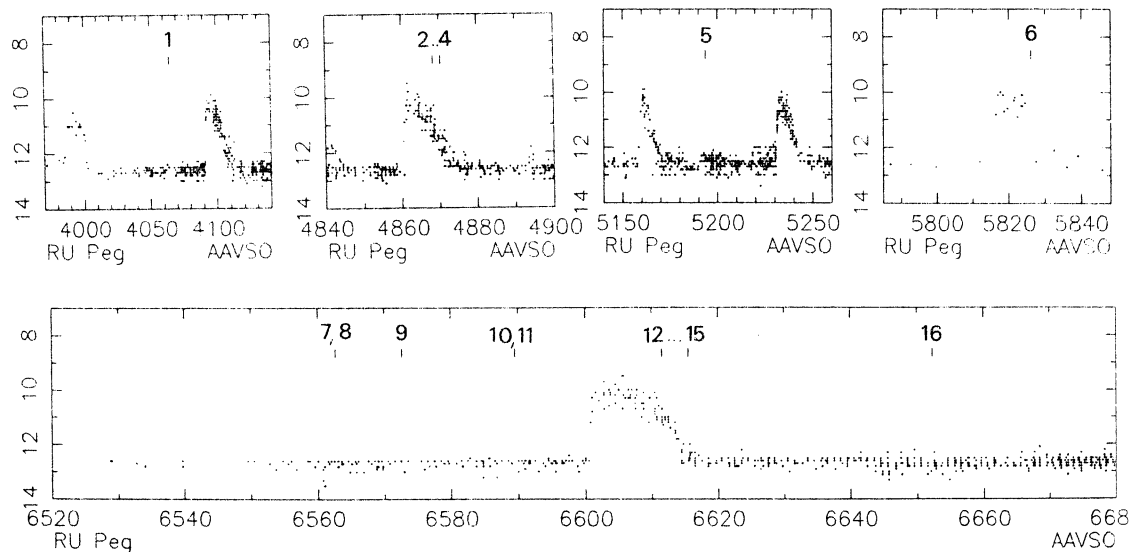 8 10 12 14
1
4000 4050 4100
RU Peg AAVSO
8 10 12 14
2...4
4840 4860 4880 4900
RU Peg AAVSO
8 10 12 14
5
5150 5200 5250
RU Peg AAVSO
8 10 12 14
6
5800 5820 5840
RU Peg AAVSO
8 10 12 14
7,8 9 10,11 12...15 16
6520 6540 6560 6580 6600 6620 6640 6660 668
RU Peg AAVSO